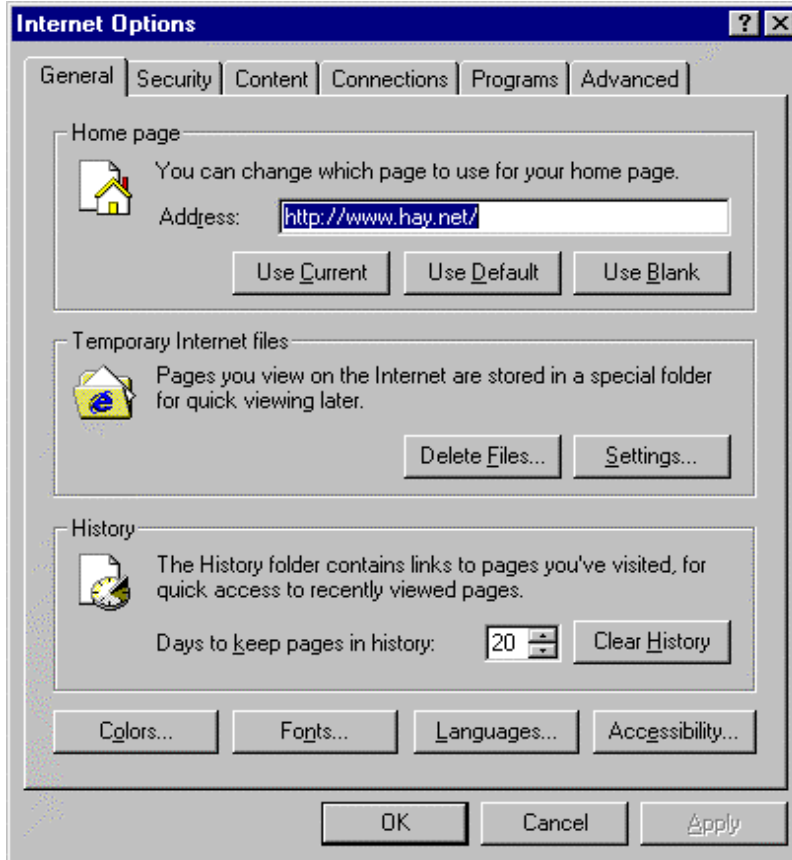 Internet Options
General Security Content Connections Programs Advanced
Home page
You can change which page to use for your home page.
Address: http://www.hay.net/
Use Current Use Default Use Blank
Temporary Internet files
Pages you view on the Internet are stored in a special folder
for quick viewing later.
Delete Files... Settings...
History
The History folder contains links to pages you've visited, for
quick access to recently viewed pages.
Days to keep pages in history: 20 Clear History
Colors... Fonts... Languages... Accessibility...
OK Cancel Apply